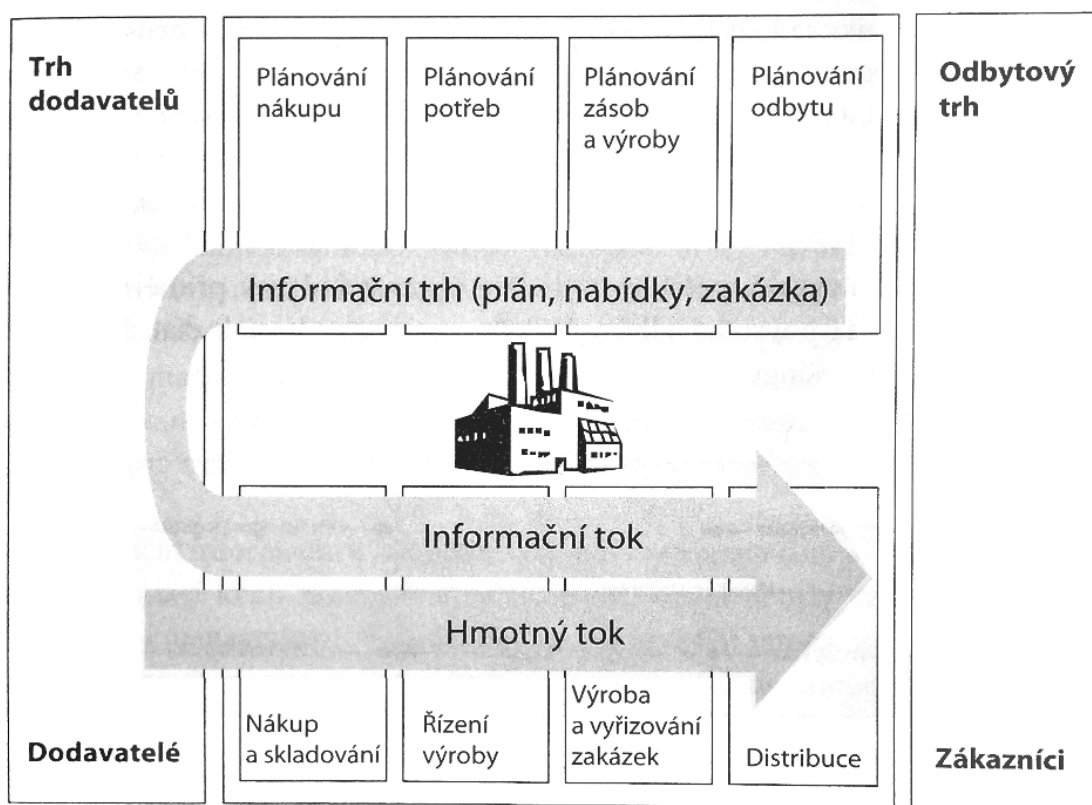 Trh
dodavatelů
Plánování
nákupu
Plánování
potřeb
Plánování
zásob
a výroby
Plánování
odbytu
Odbytový
trh
Informační trh (plán, nabídky, zakázka)
Informační tok
Hmotný tok
Dodavatelé
Nákup
a skladování
Řízení
výroby
Výroba
a vyřizování
zakázek
Distribuce
Zákazníci